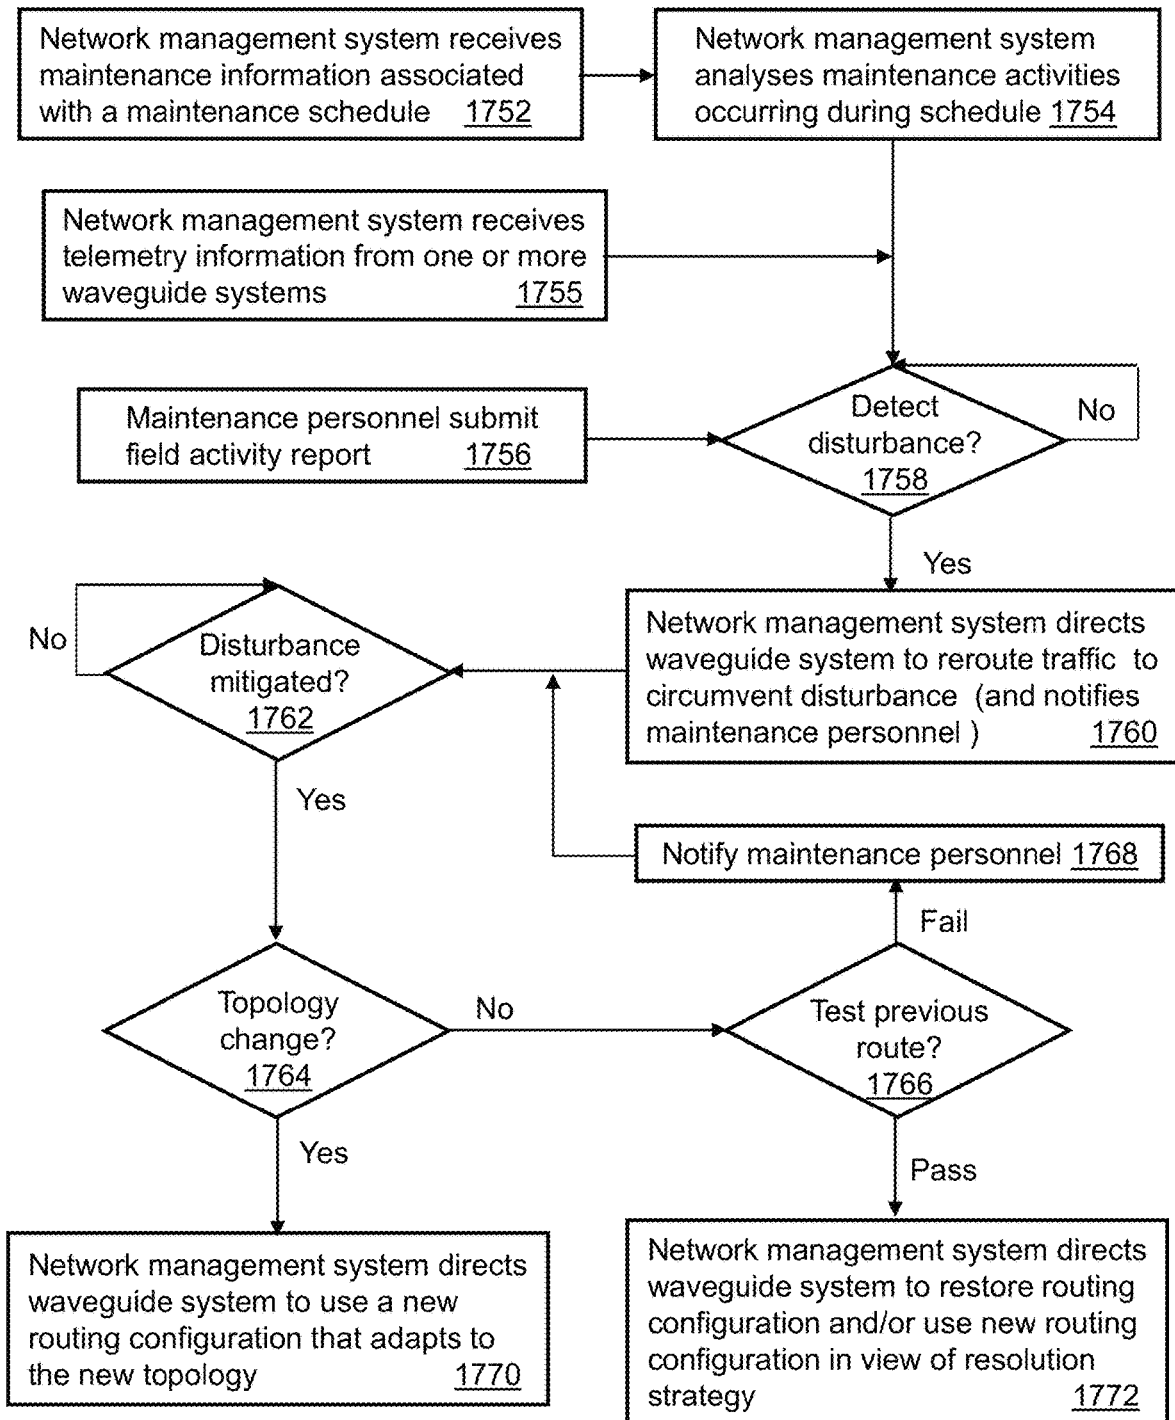 Network management system receives
maintenance information associated
with a maintenance schedule 1752
Network management system
analyses maintenance activities
occurring during schedule 1754
Network management system receives
telemetry information from one or more
waveguide systems 1755
Maintenance personnel submit
field activity report 1756
Detect
disturbance?
1758
No
Yes
Network management system directs
waveguide system to reroute traffic to
circumvent disturbance (and notifies
maintenance personnel ) 1760
Disturbance
mitigated?
1762
No
Yes
Notify maintenance personnel 1768
Fail
Topology
change?
1764
No
Test previous
route?
1766
Yes
Pass
Network management system directs
waveguide system to use a new
routing configuration that adapts to
the new topology 1770
Network management system directs
waveguide system to restore routing
configuration and/or use new routing
configuration in view of resolution
strategy 1772